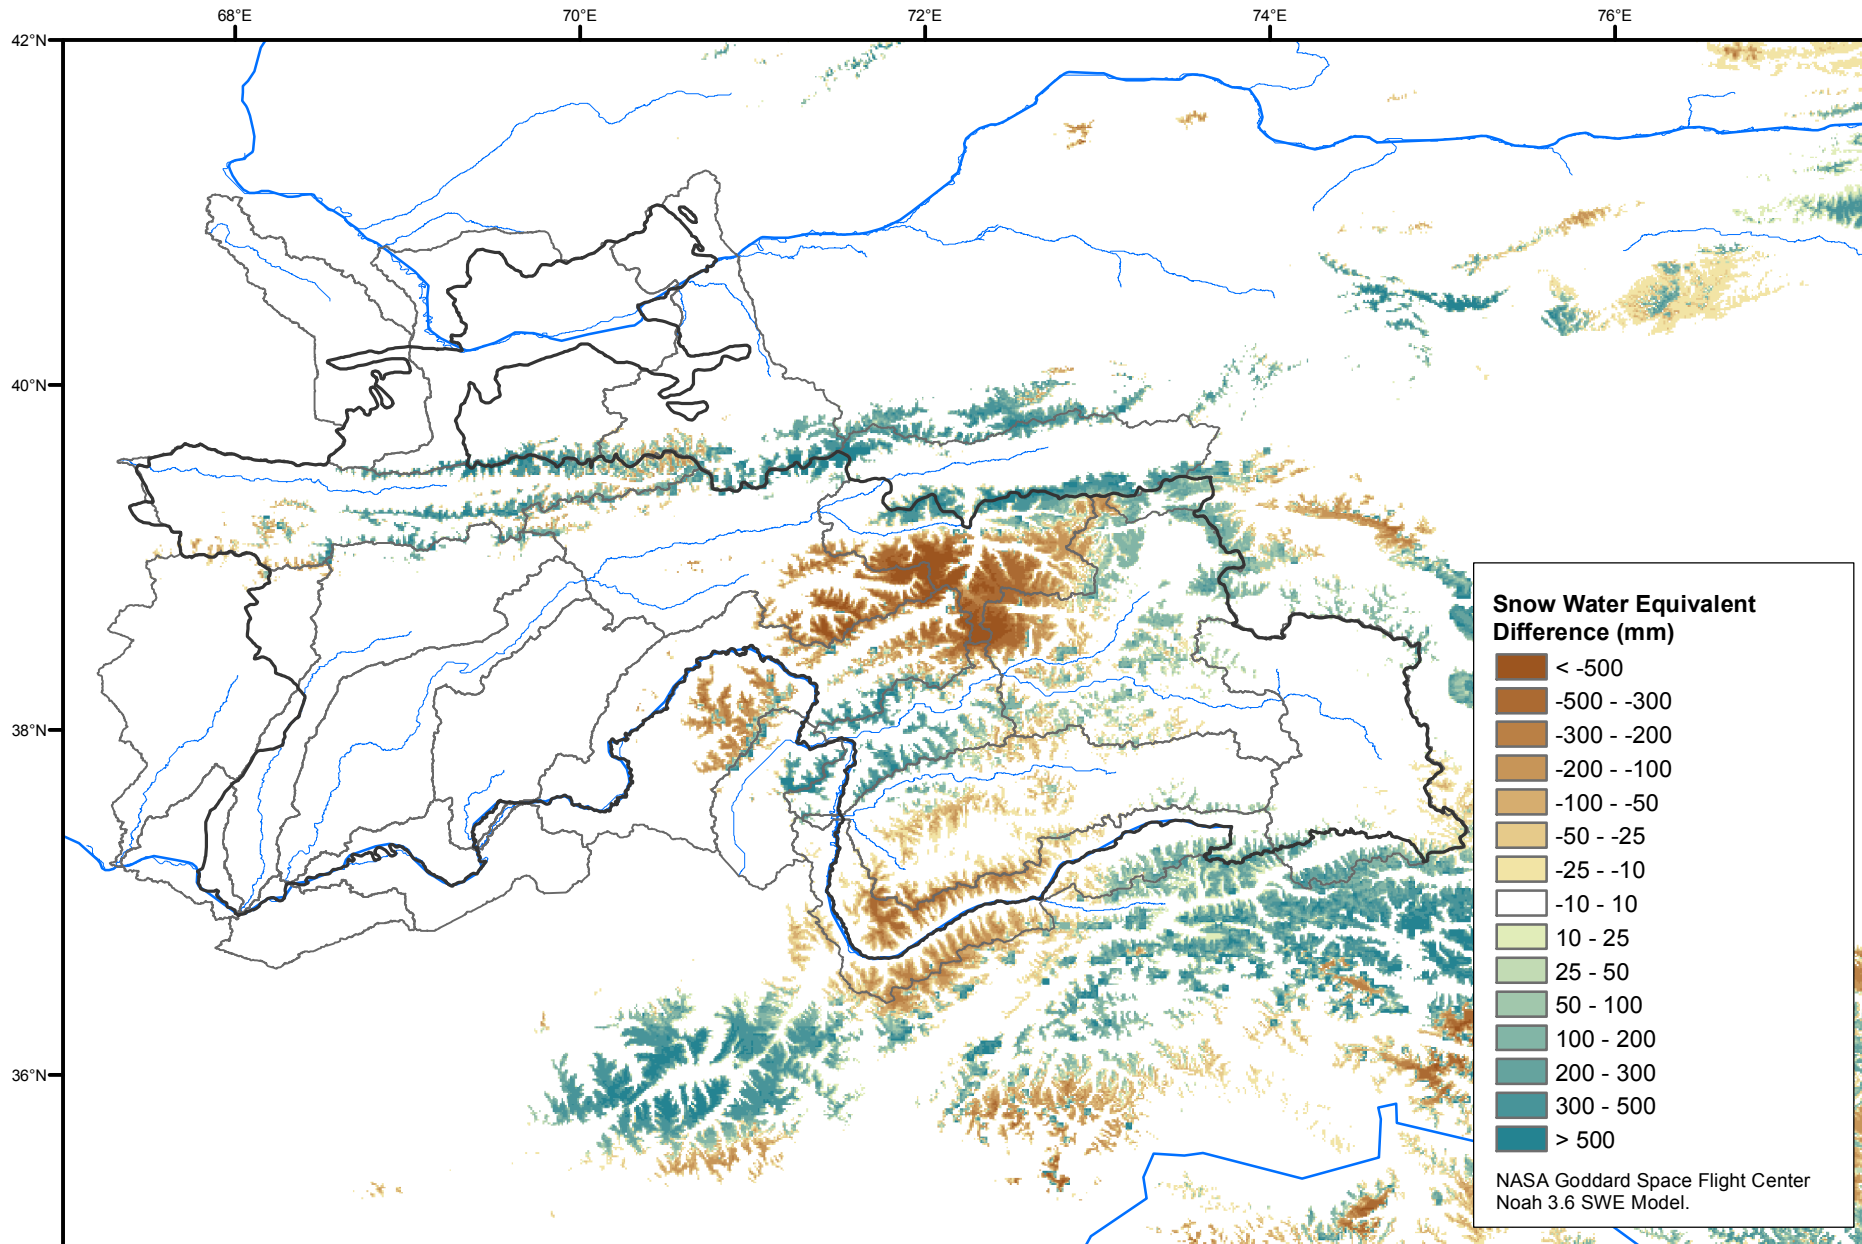 68°E 70°E 72°E 74°E 76°E
42°N
40°N
38°N
36°N
Snow Water Equivalent
Difference (mm)
< -500
-500 - -300
-300 - -200
-200 - -100
-100 - -50
-50 - -25
-25 - -10
-10 - 10
10 - 25
25 - 50
50 - 100
100 - 200
200 - 300
300 - 500
> 500
NASA Goddard Space Flight Center
Noah 3.6 SWE Model.